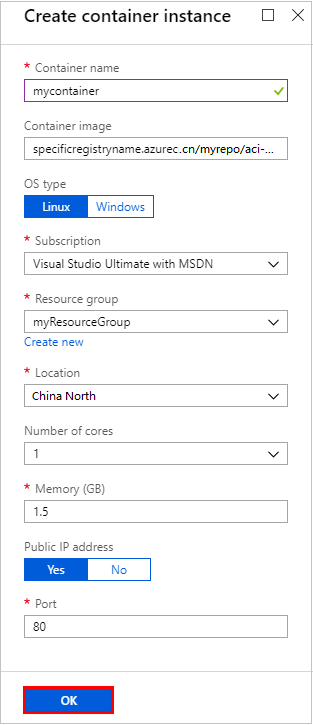 Create container instance
* Container name
mycontainer
Container image
specificregistryname.azurec.cn/myrepo/aci-...
OS type
Linux Windows
* Subscription
Visual Studio Ultimate with MSDN
* Resource group
myResourceGroup
Create new
* Location
China North
Number of cores
1
* Memory (GB)
1.5
Public IP address
Yes No
* Port
80
OK